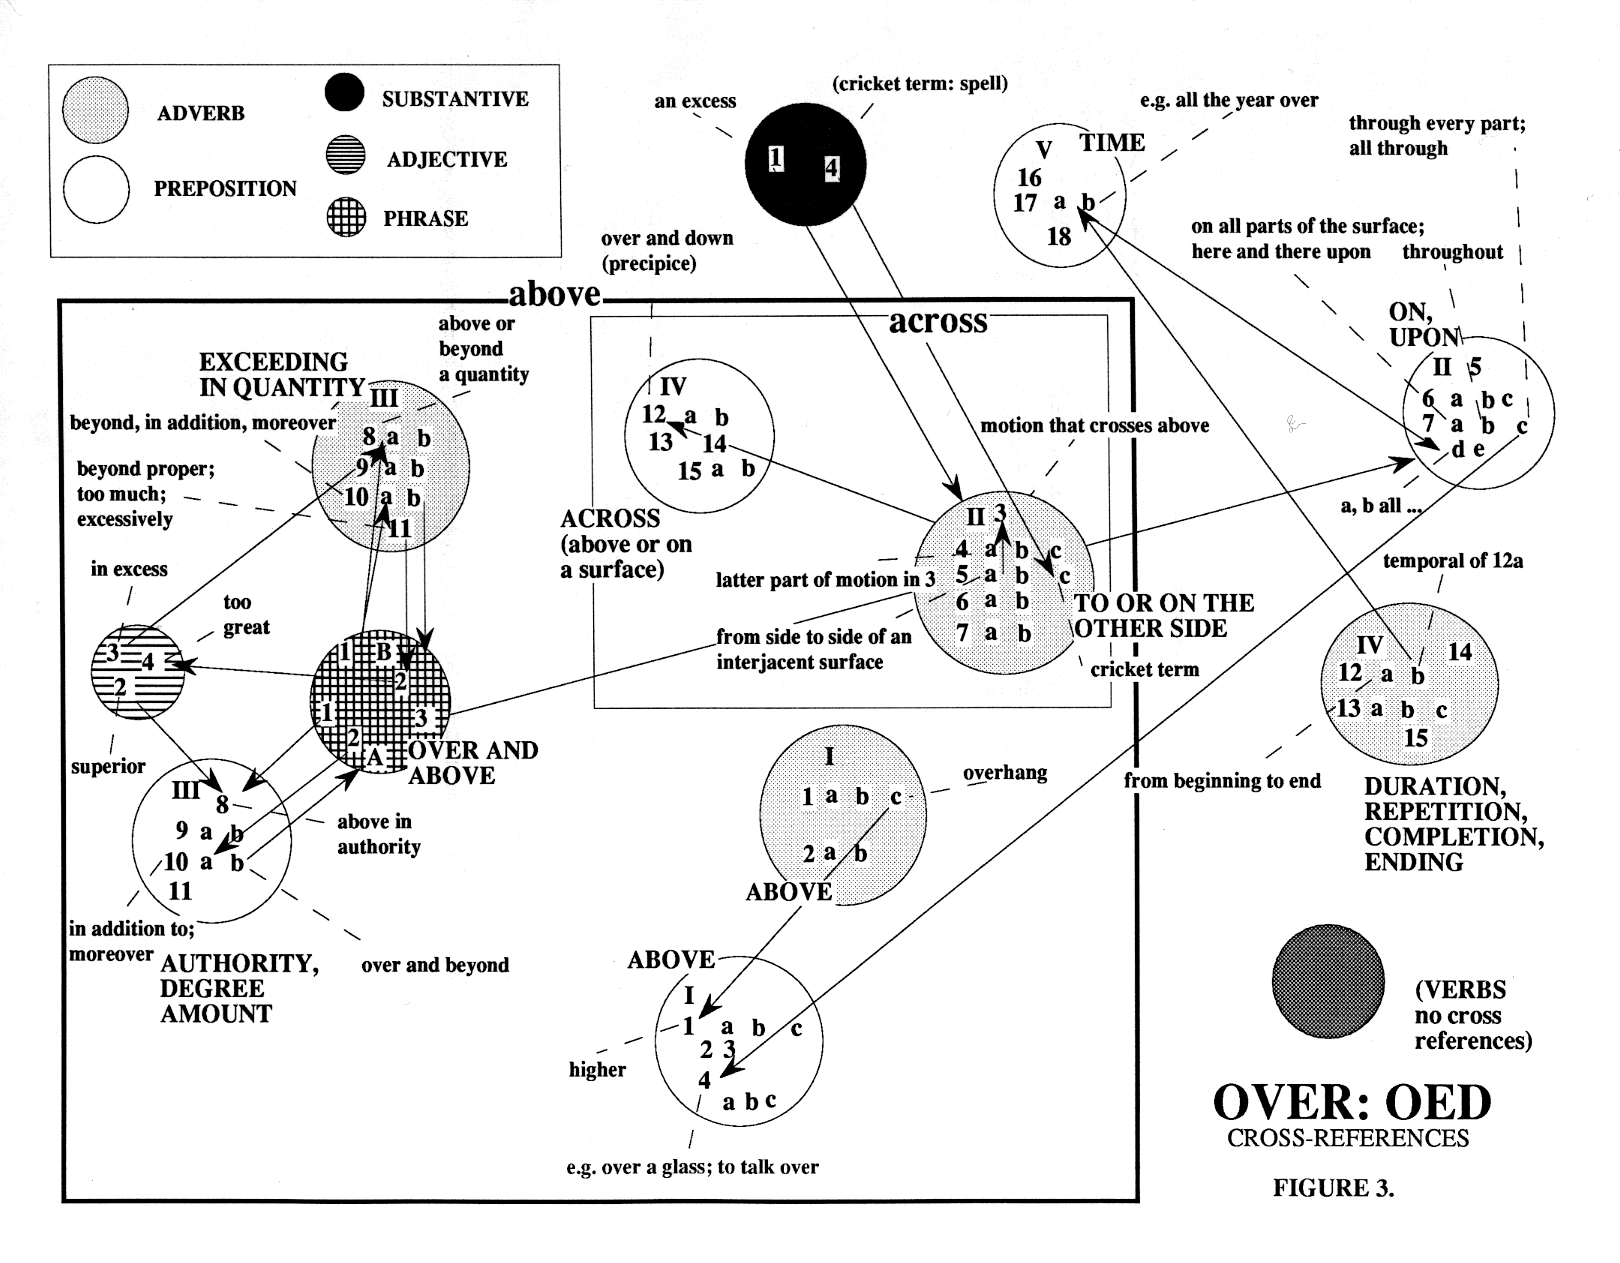 ADVERB
PREPOSITION
SUBSTANTIVE
ADJECTIVE
PHRASE
an excess
(cricket term: spell)
1 4
e.g. all the year over
V TIME
16
17 a b
18
through every part;
all through
on all parts of the surface;
here and there upon
throughout
over and down
(precipice)
above
across
above or
beyond
a quantity
EXCEEDING
IN QUANTITY
III
8 a b
9 a b
10 a b
11
beyond, in addition, moreover
beyond proper;
too much;
excessively
in excess
too
great
3 4
2
superior
1 B
2
1 3
2
A
OVER AND
ABOVE
III
8
9 a b
10 a b
11
above in
authority
in addition to;
moreover
AUTHORITY,
DEGREE
AMOUNT
over and beyond
IV
12 a b
13 14
15 a b
ACROSS
(above or on
a surface)
motion that crosses above
II 3
4 a b c
5 a b c
6 a b
7 a b
latter part of motion in 3
from side to side of an
interjacent surface
TO OR ON THE
OTHER SIDE
cricket term
ON,
UPON
II 5
6 a b c
7 a b c
d e
a, b all ...
temporal of 12a
IV 14
12 a b
13 a b c
15
from beginning to end
DURATION,
REPETITION,
COMPLETION,
ENDING
I
1 a b c
2 a b
ABOVE
overhang
ABOVE
I
1 a b c
2 3
4
a b c
higher
e.g. over a glass; to talk over
(VERBS
no cross
references)
OVER: OED
CROSS-REFERENCES
FIGURE 3.